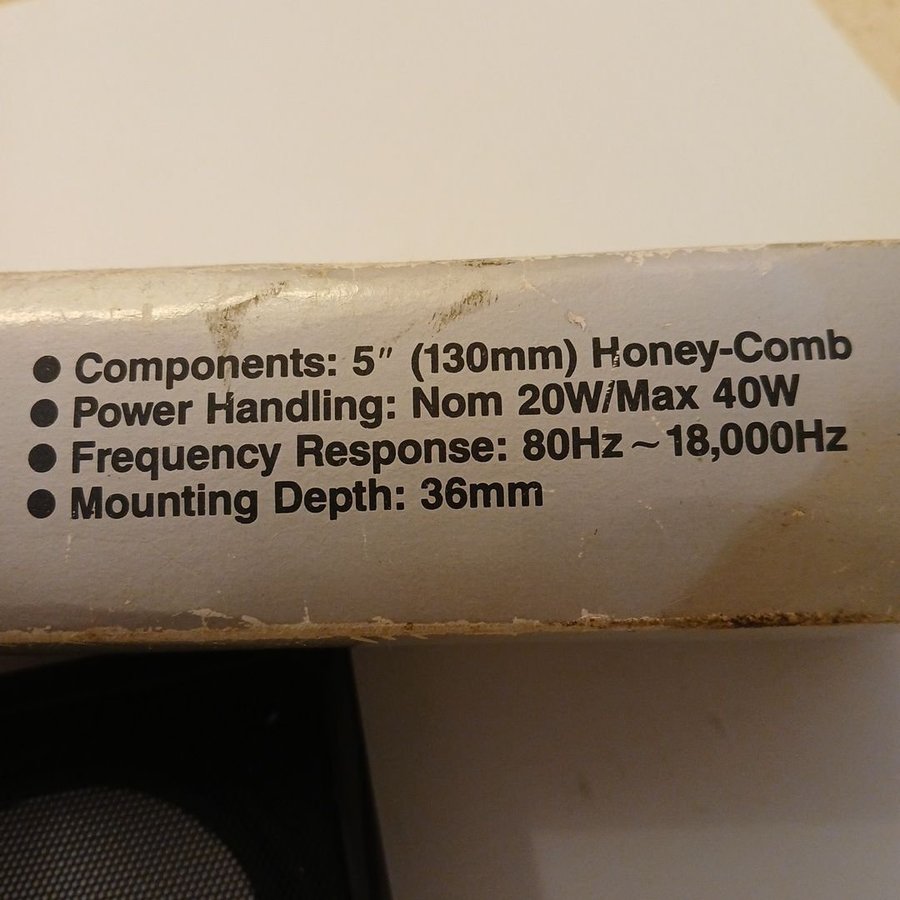 ● Components: 5″ (130mm) Honey-Comb
● Power Handling: Nom 20W/Max 40W
● Frequency Response: 80Hz ~ 18,000Hz
● Mounting Depth: 36mm